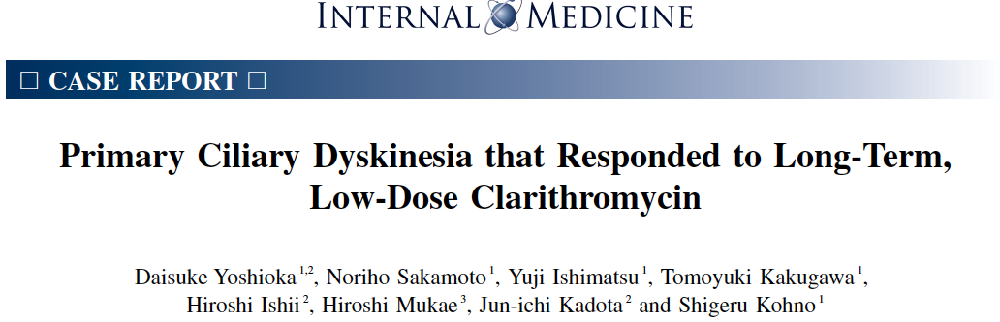 INTERNAL MEDICINE
□ CASE REPORT □
Primary Ciliary Dyskinesia that Responded to Long-Term,
Low-Dose Clarithromycin
Daisuke Yoshioka 1,2, Noriho Sakamoto 1, Yuji Ishimatsu 1, Tomoyuki Kakugawa 1,
Hiroshi Ishii 2, Hiroshi Mukae 3, Jun-ichi Kadota 2 and Shigeru Kohno 1